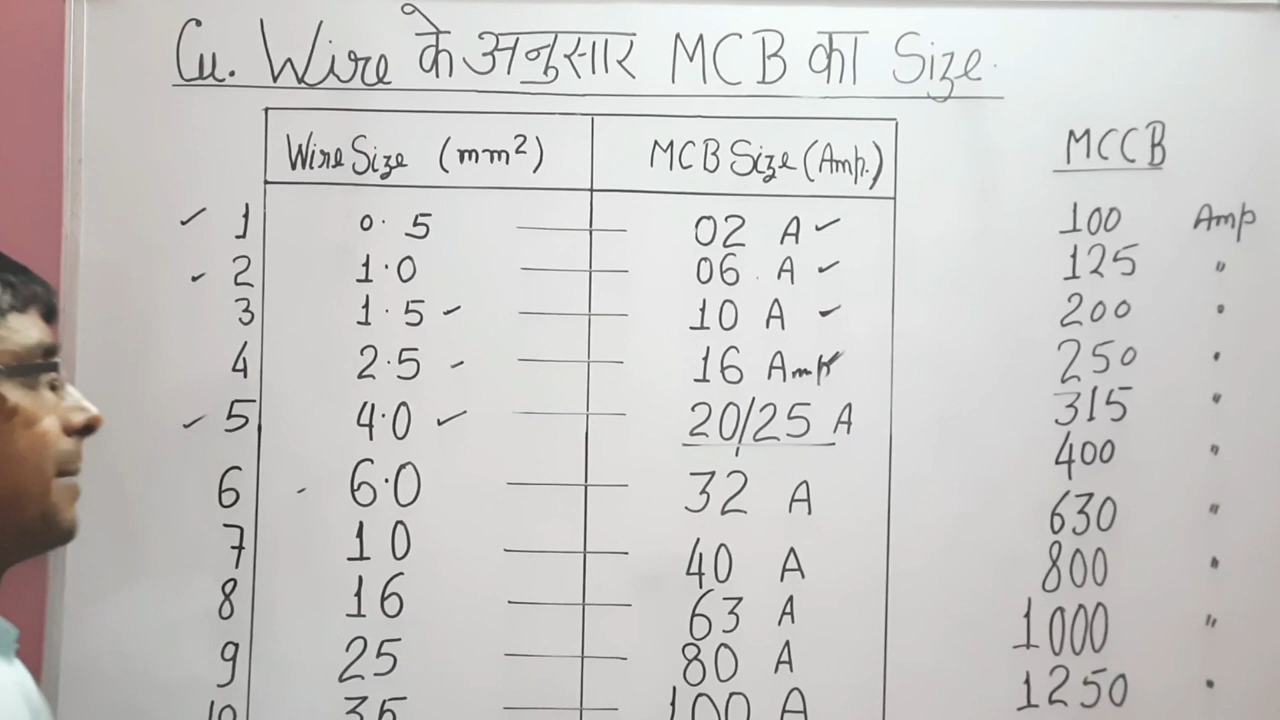 Cu. Wire के अनुसार MCB का Size.
Wire Size (mm²) MCB Size (Amp.)
1 0.5 02 A
2 1.0 06 A
3 1.5 10 A
4 2.5 16 Amp
5 4.0 20/25 A
6 6.0 32 A
7 10 40 A
8 16 63 A
9 25 80 A
10 35 100 A
MCCB
100 Amp
125 "
200 "
250 "
315 "
400 "
630 "
800 "
1000 "
1250 "